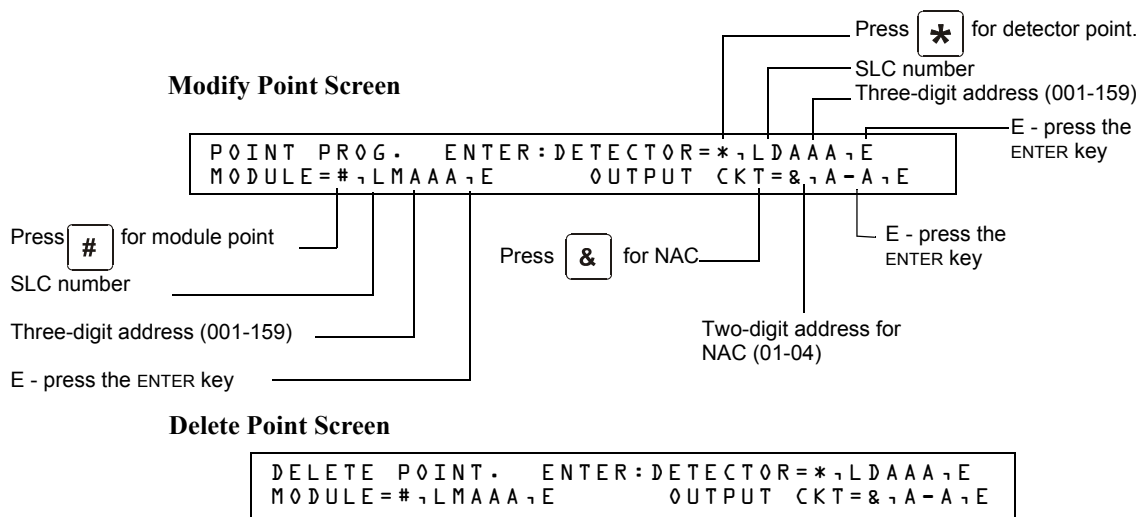 Press * for detector point.
SLC number
Modify Point Screen
Three-digit address (001-159)
E - press the
ENTER key
POINT PROG. ENTER:DETECTOR=*,LDAAA,E
MODULE=#,LMAAA,E OUTPUT CKT=&,A-A,E
Press # for module point
Press & for NAC
E - press the
ENTER key
SLC number
Three-digit address (001-159)
Two-digit address for
NAC (01-04)
E - press the ENTER key
Delete Point Screen
DELETE POINT. ENTER:DETECTOR=*,LDAAA,E
MODULE=#,LMAAA,E OUTPUT CKT=&,A-A,E